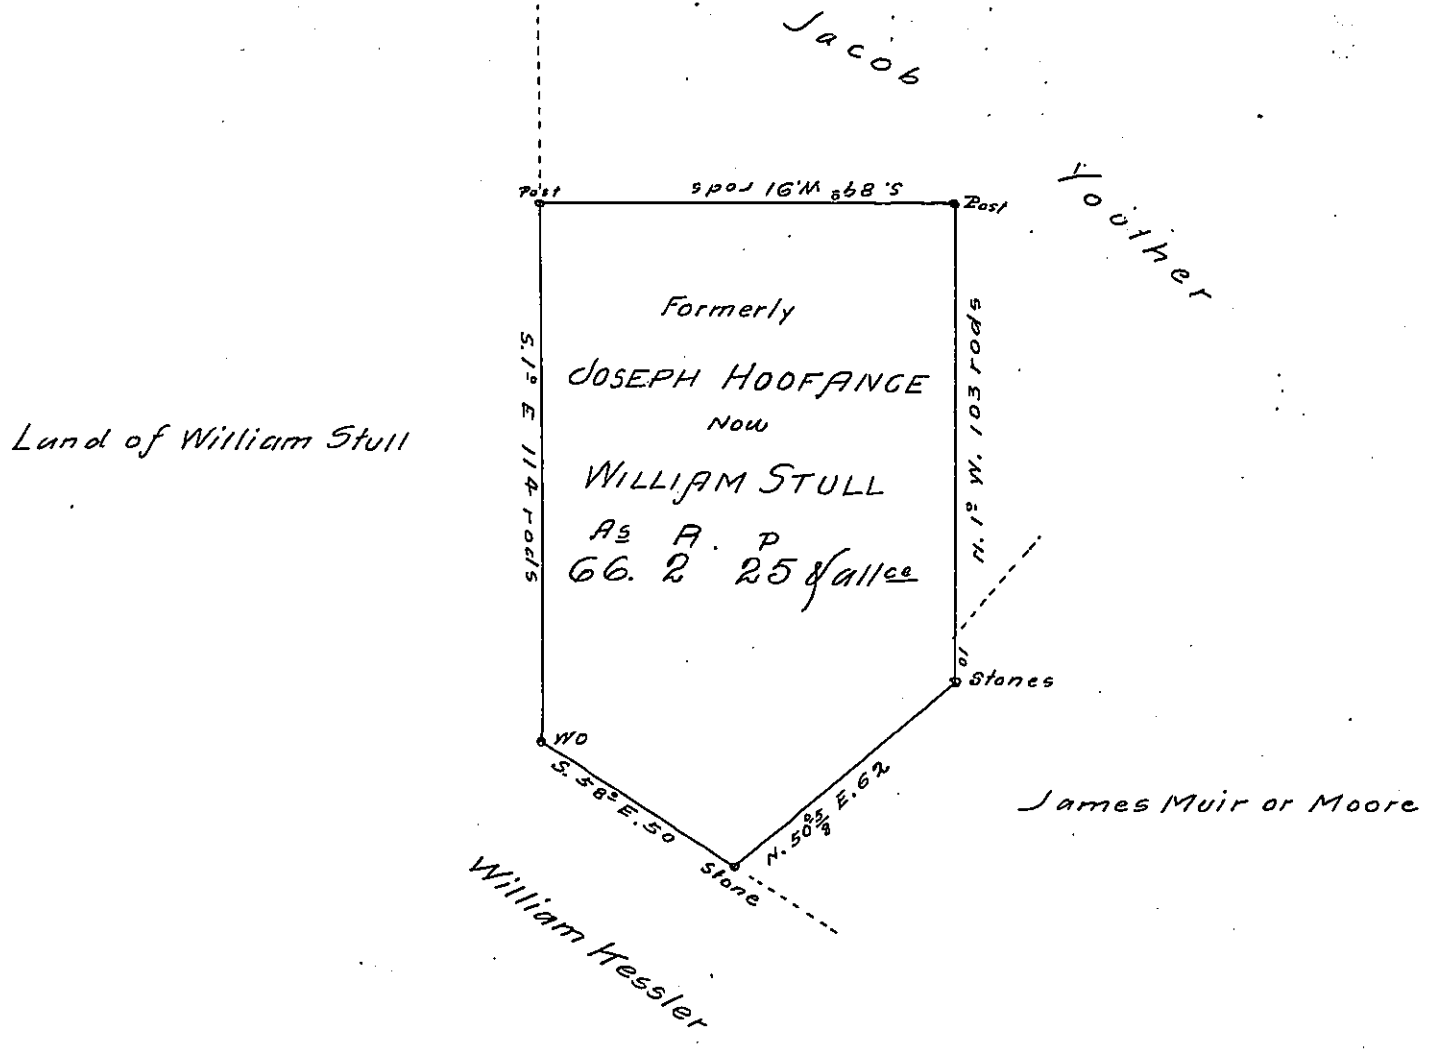 Jacob
Youther
Post
S. 89° W. 91 rods
Post
Formerly
JOSEPH HOOFANGE
Now
WILLIAM STULL
As R. P
66. 2 25 & allce
S. 1° E 114 rods
N. 1° W. 103 rods
Land of William Stull
10
Stones
WO
S. 58° E. 50
Stone
N. 50°5/8 E. 62
James Muir or Moore
William Kessler